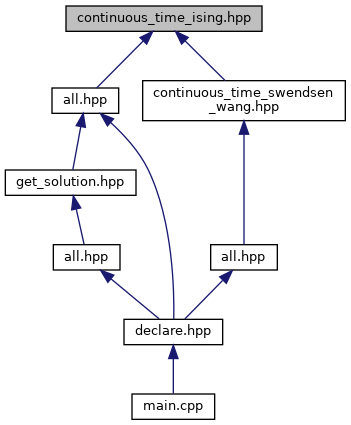 continuous_time_ising.hpp
all.hpp
continuous_time_swendsen
_wang.hpp
get_solution.hpp
all.hpp
all.hpp
declare.hpp
main.cpp